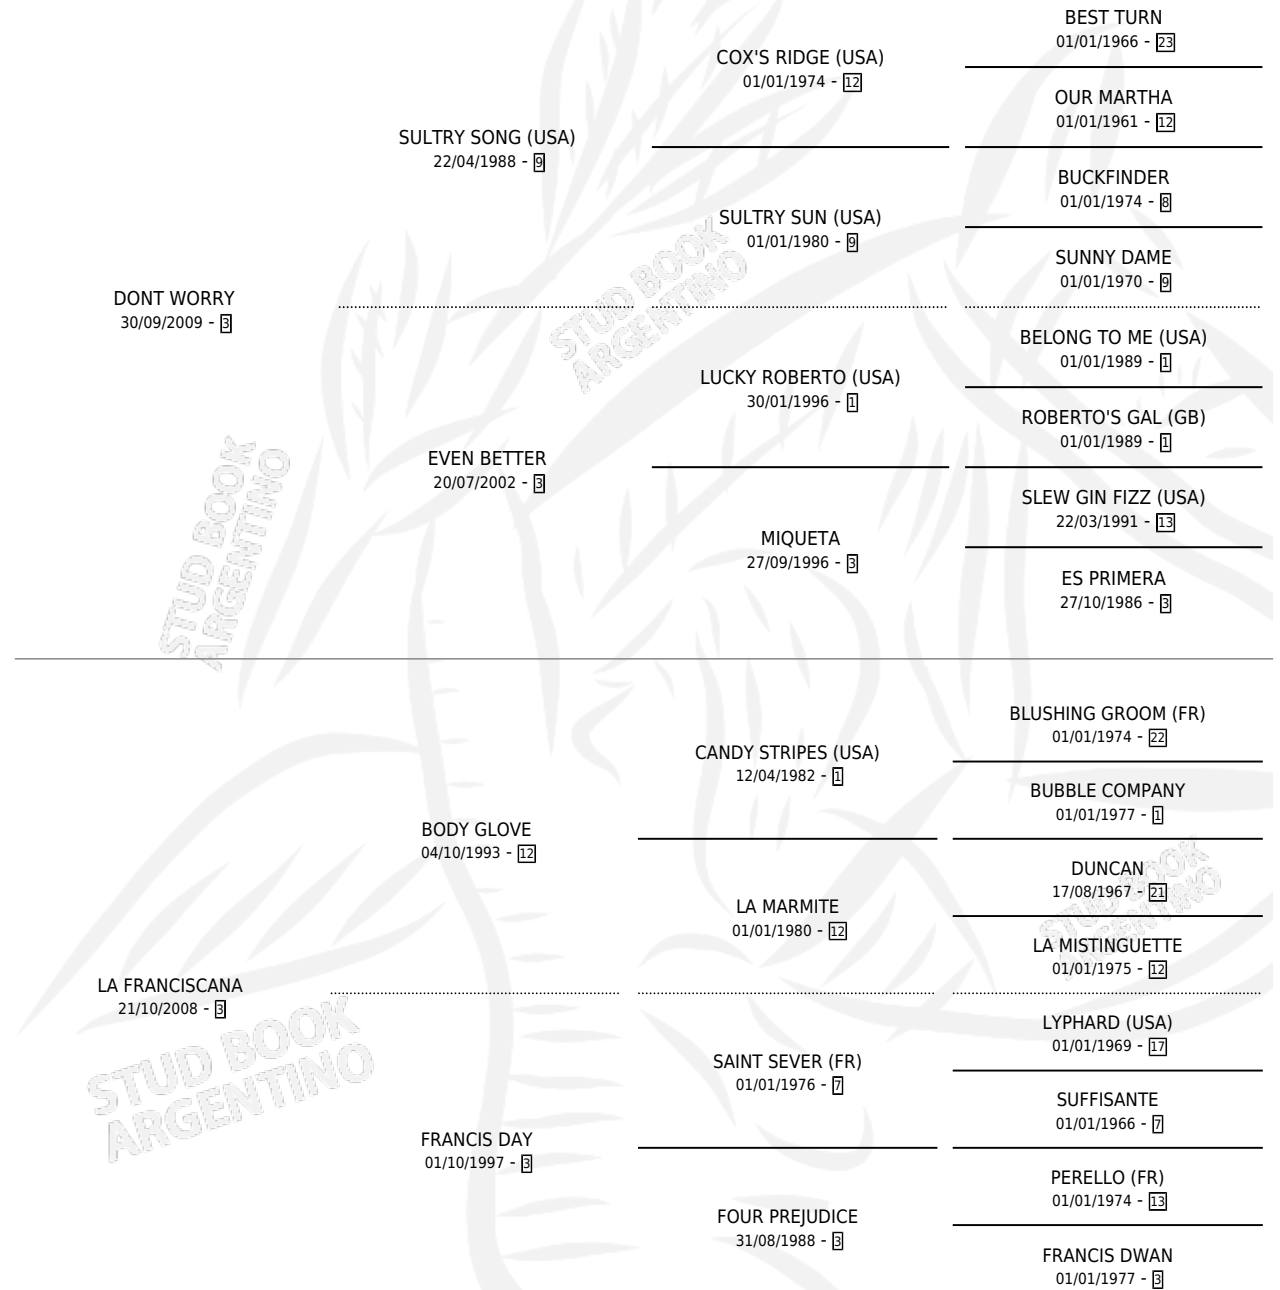 BEST TURN
01/01/1966 - 23
COX'S RIDGE (USA)
01/01/1974 - 12
OUR MARTHA
01/01/1961 - 12
SULTRY SONG (USA)
22/04/1988 - 9
BUCKFINDER
01/01/1974 - 8
SULTRY SUN (USA)
01/01/1980 - 9
SUNNY DAME
01/01/1970 - 9
DONT WORRY
30/09/2009 - 3
BELONG TO ME (USA)
01/01/1989 - 1
LUCKY ROBERTO (USA)
30/01/1996 - 1
ROBERTO'S GAL (GB)
01/01/1989 - 1
EVEN BETTER
20/07/2002 - 3
SLEW GIN FIZZ (USA)
22/03/1991 - 13
MIQUETA
27/09/1996 - 3
ES PRIMERA
27/10/1986 - 3
STUD BOOK
ARGENTINO
STUD BOOK
ARGENTINO
BLUSHING GROOM (FR)
01/01/1974 - 22
CANDY STRIPES (USA)
12/04/1982 - 1
BUBBLE COMPANY
01/01/1977 - 1
BODY GLOVE
04/10/1993 - 12
DUNCAN
17/08/1967 - 21
LA MARMITE
01/01/1980 - 12
LA MISTINGUETTE
01/01/1975 - 12
STUD BOOK
ARGENTINO
LA FRANCISCANA
21/10/2008 - 3
LYPHARD (USA)
01/01/1969 - 17
SAINT SEVER (FR)
01/01/1976 - 7
SUFFISANTE
01/01/1966 - 7
STUD BOOK
ARGENTINO
FRANCIS DAY
01/10/1997 - 3
PERELLO (FR)
01/01/1974 - 13
FOUR PREJUDICE
31/08/1988 - 3
FRANCIS DWAN
01/01/1977 - 3